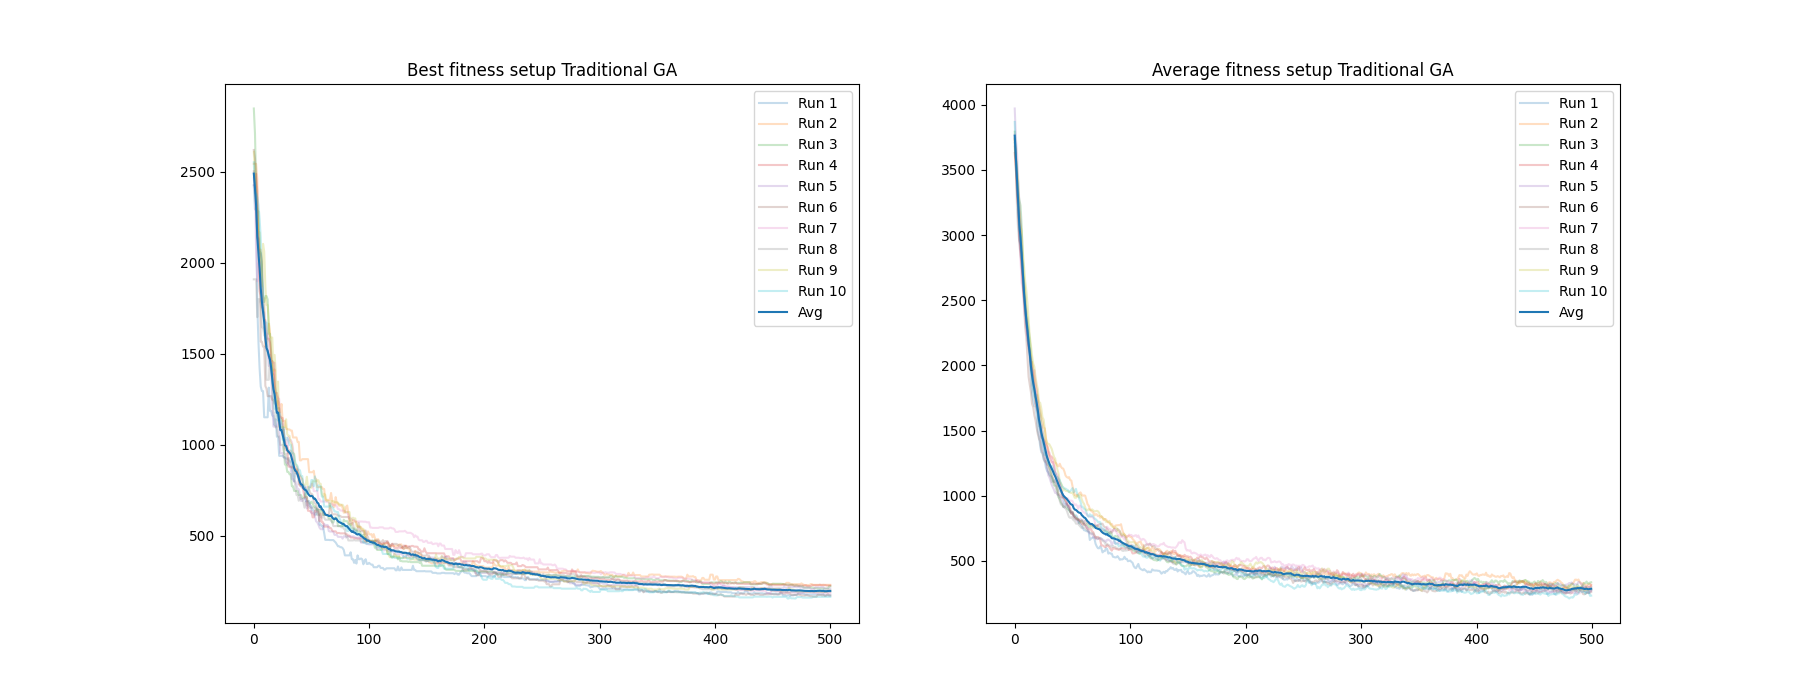 Best fitness setup Traditional GA
2500
2000
1500
1000
500
0
100
200
300
400
500
Run 1
Run 2
Run 3
Run 4
Run 5
Run 6
Run 7
Run 8
Run 9
Run 10
Avg
Average fitness setup Traditional GA
4000
3500
3000
2500
2000
1500
1000
500
0
100
200
300
400
500
Run 1
Run 2
Run 3
Run 4
Run 5
Run 6
Run 7
Run 8
Run 9
Run 10
Avg